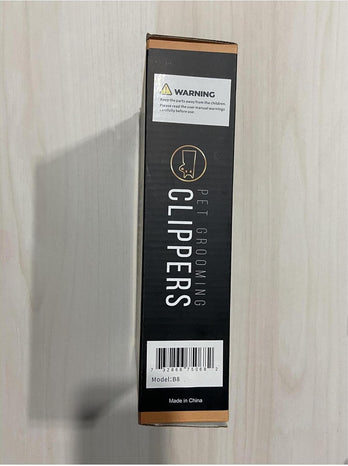 WARNING
Keep the parts away from the children.
Please read the user manual warnings
carefully before use.
PET GROOMING
CLIPPERS
Model:B8
Made in China